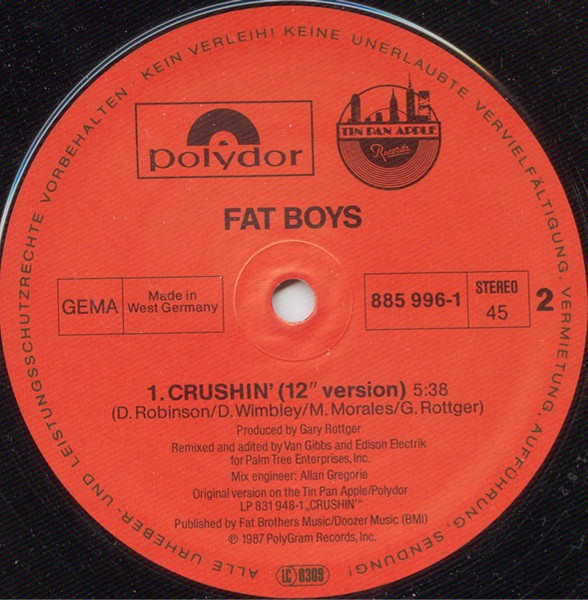 ALLE URHEBER- UND LEISTUNGSSCHUTZRECHTE VORBEHALTEN · KEIN VERLEIH! KEINE UNERLAUBTE VERVIELFÄLTIGUNG, VERMIETUNG, AUFFÜHRUNG, SENDUNG!
polydor
TIN PAN APPLE
Records
FAT BOYS
GEMA
Made in
West Germany
885 996-1
STEREO
45
2
1. CRUSHIN' (12" version) 5:38
(D. Robinson/D. Wimbley/M. Morales/G. Rottger)
Produced by Gary Rottger
Remixed and adited by Van Gibbs and Edison Electrik
for Palm Tree Enterprises, Inc.
Mix engineer: Allan Gregorie
Original version on the Tin Pan Apple/Polydor
LP 831 948-1 „CRUSHIN'"
Published by Fat Brothers Music/Doozer Music (BMI)
℗ 1987 PolyGram Records, Inc.
LC 0309